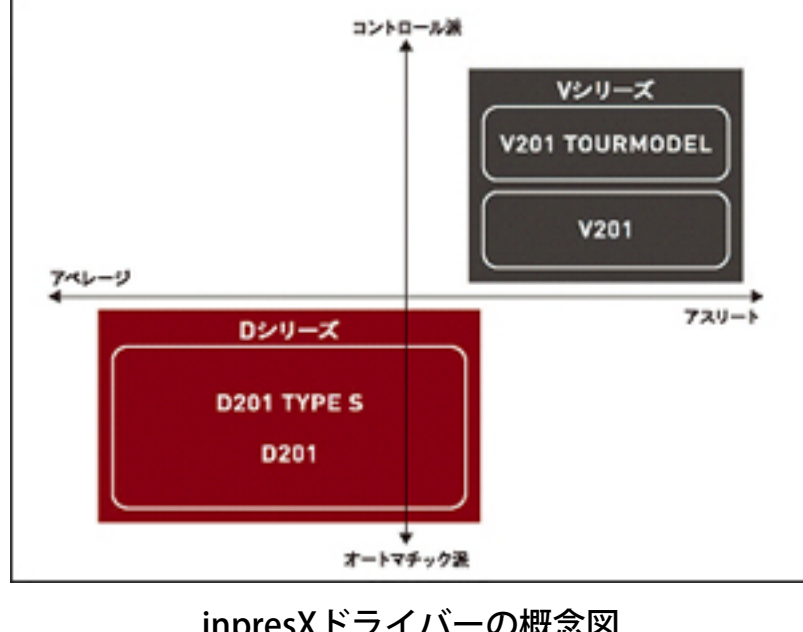 コントロール派
Vシリーズ
V201 TOURMODEL
V201
アベレージ
アスリート
Dシリーズ
D201 TYPE S
D201
オートマチック派
inpresXドライバーの概念図